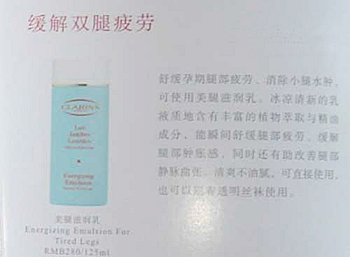 缓解双腿疲劳
舒缓孕期腿部疲劳、消除小腿水肿,
可使用美腿滋润乳。冰凉清新的乳
液质地含有丰富的植物萃取与精油
成分、能瞬间舒缓腿部疲劳、缓解
腿部肿胀感,同时还有助改善腿部
静脉曲张。清爽不油腻,可直接使用,
也可以隔着透明丝袜使用。
CLARINS
Lait
Jambes
Lourdes
Energizing
Emulsion
美腿滋润乳
Energizing Emulsion For
Tired Legs
RMB280/125ml